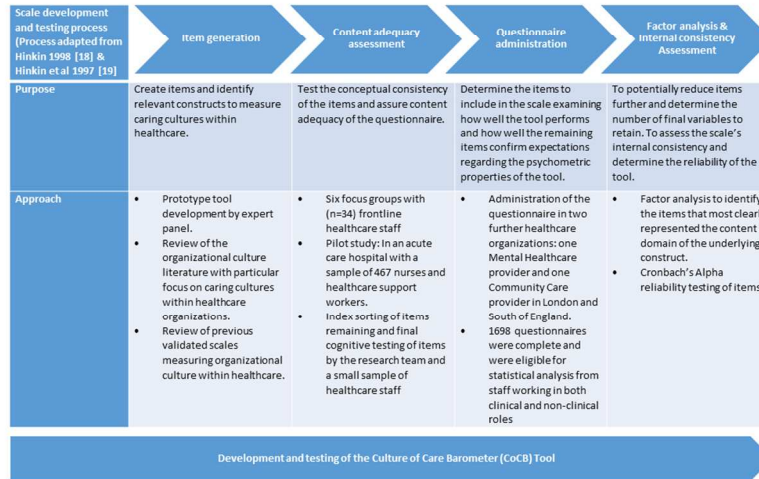 Scale development
and testing process
(Process adapted from
Hinkin 1998 [18] &
Hinkin et al 1997 [19]
Item generation
Content adequacy
assessment
Questionnaire
administration
Factor analysis &
Internal consistency
Assessment
Purpose
Create items and identify
relevant constructs to measure
caring cultures within
healthcare.
Test the conceptual consistency
of the items and assure content
adequacy of the questionnaire.
Determine the items to
include in the scale examining
how well the tool performs
and how well the remaining
items confirm expectations
regarding the psychometric
properties of the tool.
To potentially reduce items
further and determine the
number of final variables to
retain. To assess the scale's
internal consistency and
determine the reliability of the
tool.
Approach
• Prototype tool
development by expert
panel.
• Review of the
organizational culture
literature with particular
focus on caring cultures
within healthcare
organizations.
• Review of previous
validated scales
measuring organizational
culture within healthcare.
• Six focus groups with
(n=34) frontline
healthcare staff
• Pilot study: In an acute
care hospital with a
sample of 467 nurses and
healthcare support
workers.
• Index sorting of items
remaining and final
cognitive testing of items
by the research team and
a small sample of
healthcare staff
• Administration of the
questionnaire in two
further healthcare
organizations: one
Mental Healthcare
provider and one
Community Care
provider in London and
South of England.
• 1698 questionnaires
were complete and
were eligible for
statistical analysis from
staff working in both
clinical and non-clinical
roles
• Factor analysis to identify
the items that most clearl
represented the content
domain of the underlying
construct.
• Cronbach's Alpha
reliability testing of items
Development and testing of the Culture of Care Barometer (CoCB) Tool